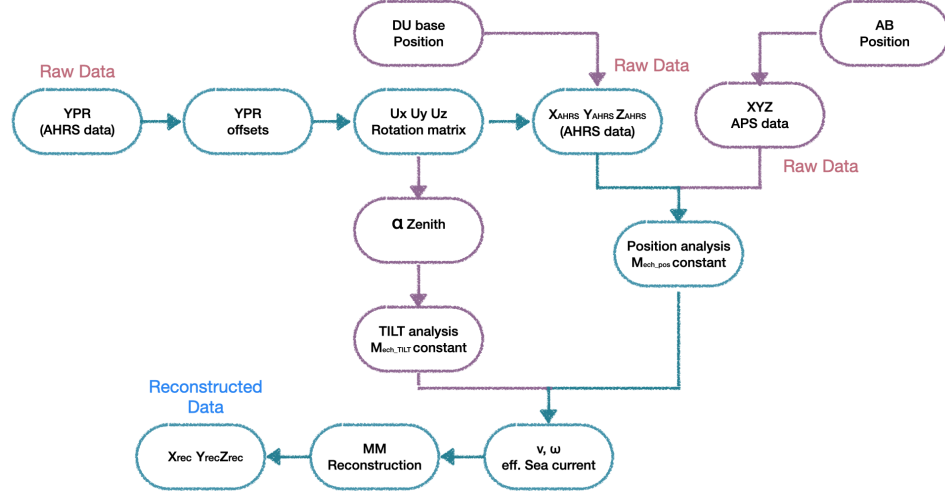 DU base
Position
AB
Position
Raw Data
Raw Data
YPR
(AHRS data)
YPR
offsets
Ux Uy Uz
Rotation matrix
XAHRS YAHRS ZAHRS
(AHRS data)
XYZ
APS data
Raw Data
α Zenith
Position analysis
Mech_pos constant
TILT analysis
Mech_TILT constant
Reconstructed
Data
Xrec YrecZrec
MM
Reconstruction
v, ω
eff. Sea current